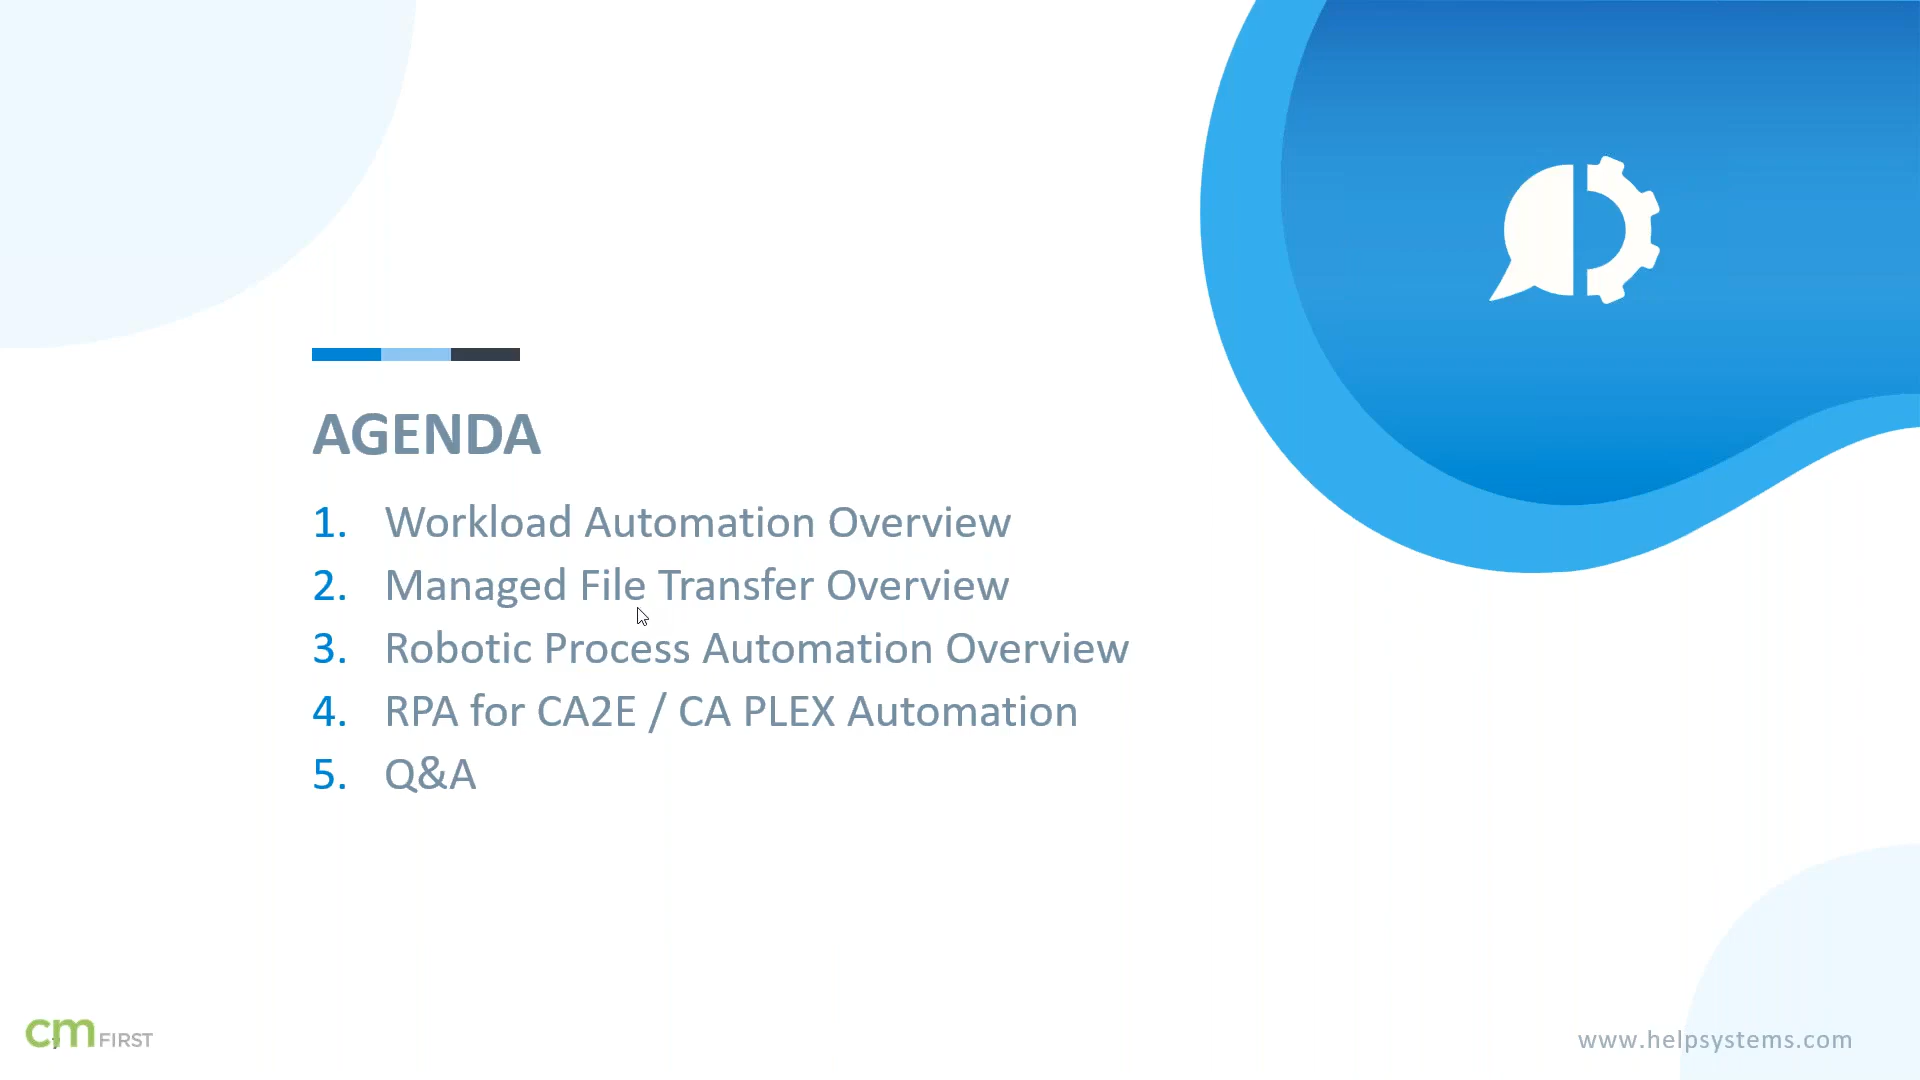 AGENDA
1. Workload Automation Overview
2. Managed File Transfer Overview
3. Robotic Process Automation Overview
4. RPA for CA2E / CA PLEX Automation
5. Q&A
cm FIRST
www.helpsystems.com